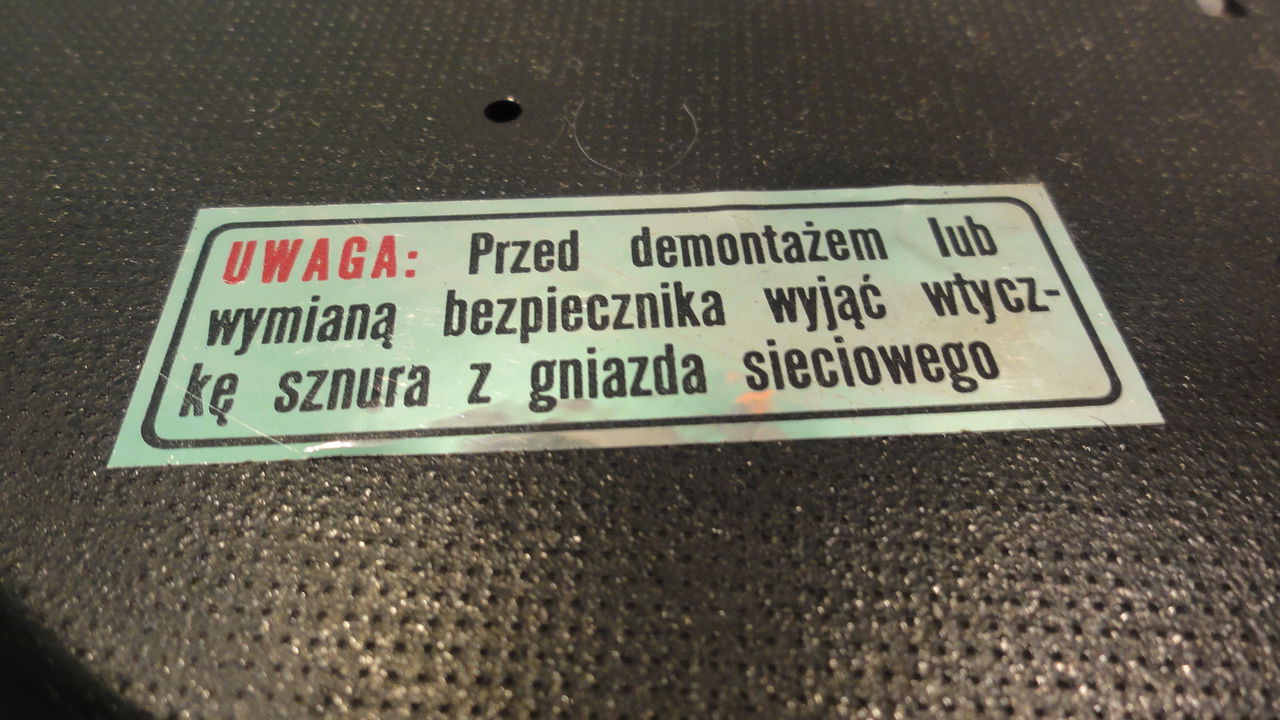 UWAGA: Przed demontażem lub
wymianą bezpiecznika wyjąć wtycz-
kę sznura z gniazda sieciowego